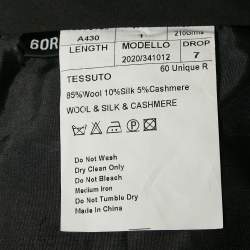 60R
A430
LENGTH MODELLO DROP
2020/341012 7
TESSUTO 60 Unique R
85%Wool 10%Silk 5%Cashmere
WOOL & SILK & CASHMERE
Do Not Wash
Dry Clean Only
Do Not Bleach
Medium Iron
Do Not Tumble Dry
Made in CHINA